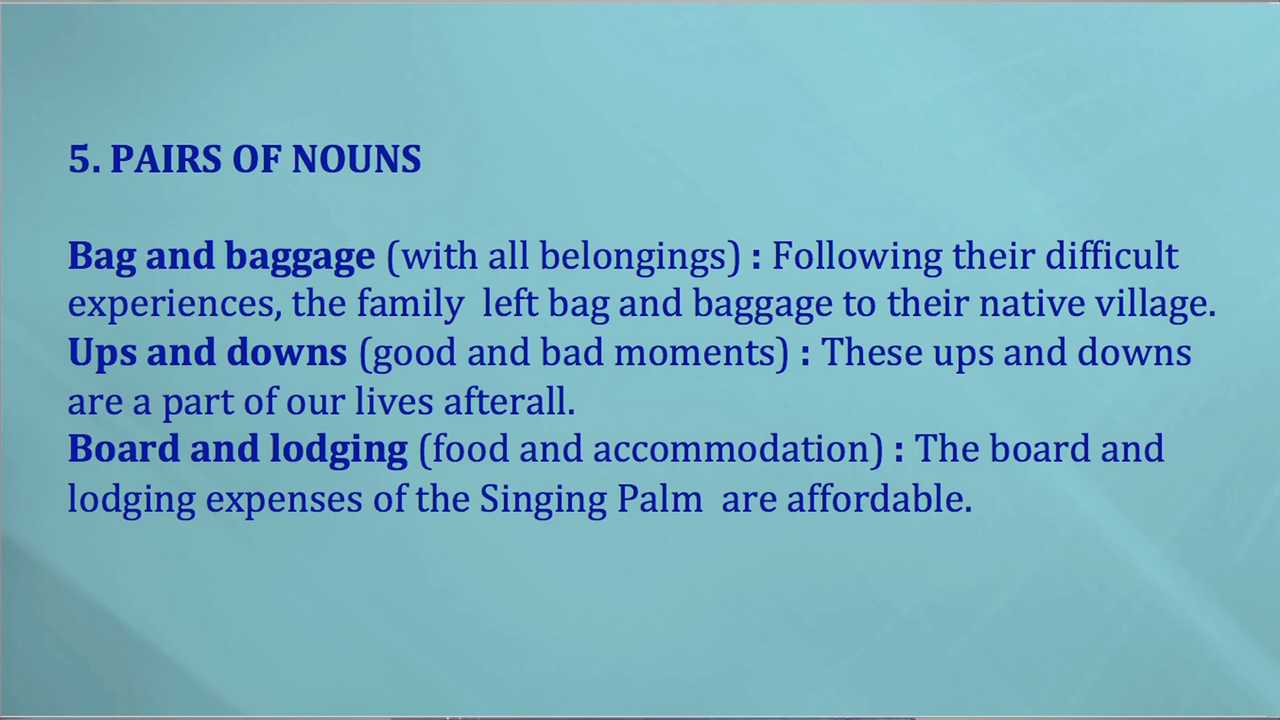 5. PAIRS OF NOUNS
Bag and baggage (with all belongings) : Following their difficult
experiences, the family  left bag and baggage to their native village.
Ups and downs (good and bad moments) : These ups and downs
are a part of our lives afterall.
Board and lodging (food and accommodation) : The board and
lodging expenses of the Singing Palm  are affordable.